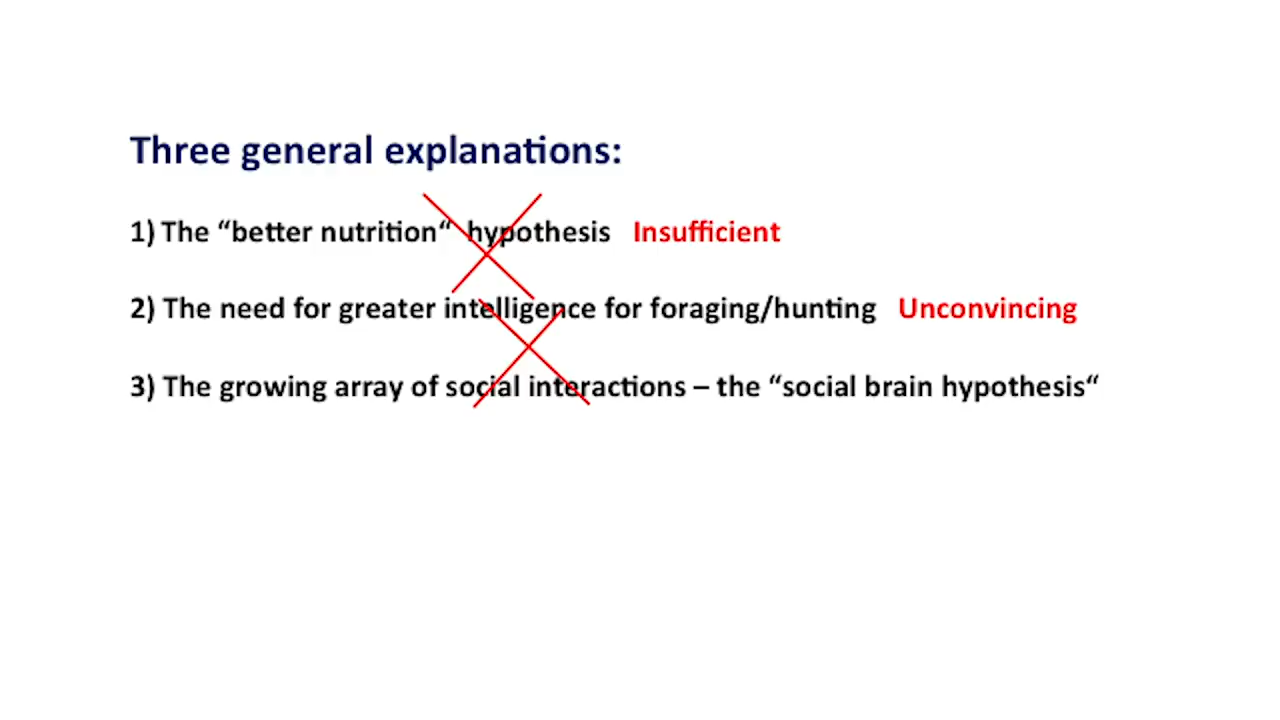 Three general explanations:
1) The “better nutrition“ hypothesis Insufficient
2) The need for greater intelligence for foraging/hunting Unconvincing
3) The growing array of social interactions – the “social brain hypothesis“